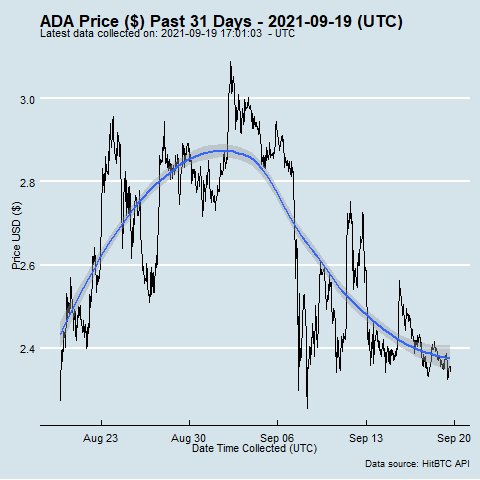 ADA Price ($) Past 31 Days - 2021-09-19 (UTC)
Latest data collected on: 2021-09-19 17:01:03 - UTC
3.0
2.8
2.6
2.4
Price USD ($)
Aug 23 Aug 30 Sep 06 Sep 13 Sep 20
Date Time Collected (UTC)
Data source: HitBTC API